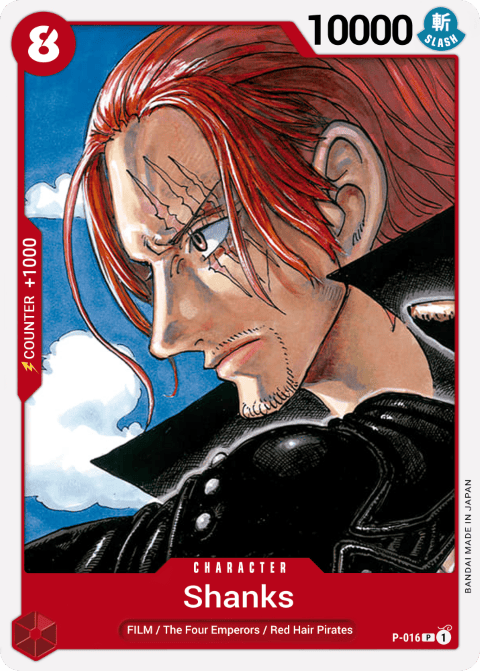 8
10000
斬
SLASH
COUNTER +1000
BANDAI MADE IN JAPAN
CHARACTER
Shanks
FILM / The Four Emperors / Red Hair Pirates
P-016 P 1